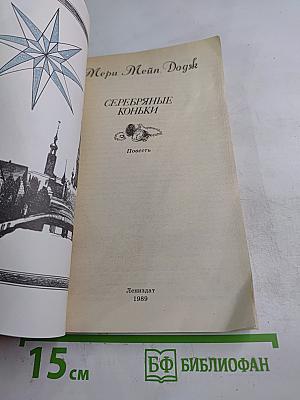 Мери Мейп Додж
СЕРЕБРЯНЫЕ
КОНЬКИ
Повесть
Лениздат
1989
15 см
БФ БИБЛИОФАН